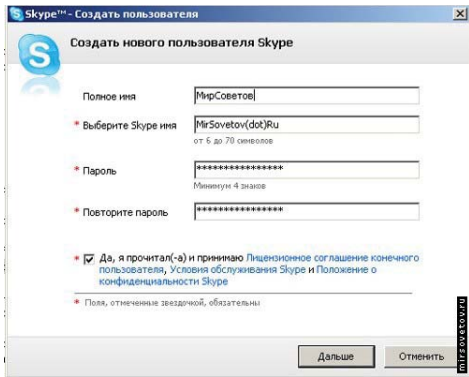 Skype™ - Создать пользователя
Создать нового пользователя Skype
Полное имя
МирСоветов
* Выберите Skype имя
MirSovetov(dot)Ru
от 6 до 70 символов
* Пароль
****************
Минимум 4 знаков
* Повторите пароль
****************
* Да, я прочитал(-а) и принимаю Лицензионное соглашение конечного
пользователя, Условия обслуживания Skype и Положение о
конфиденциальности Skype
* Поля, отмеченные звездочкой, обязательны
Дальше
Отменить
mirsovetov.ru